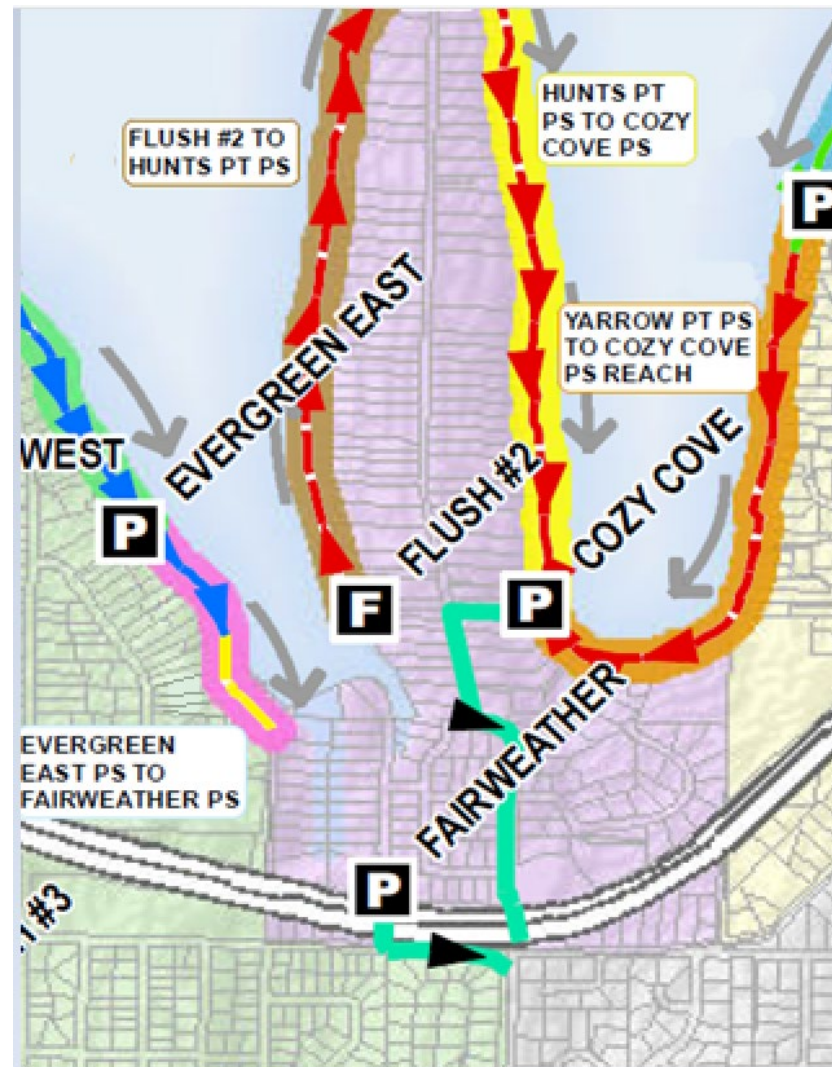 FLUSH #2 TO
HUNTS PT PS
HUNTS PT
PS TO COZY
COVE PS
P
EVERGREEN EAST
YARROW PT PS
TO COZY COVE
PS REACH
WEST
P
FLUSH #2
COZY COVE
F
P
EVERGREEN
EAST PS TO
FAIRWEATHER PS
FAIRWEATHER
P
#3